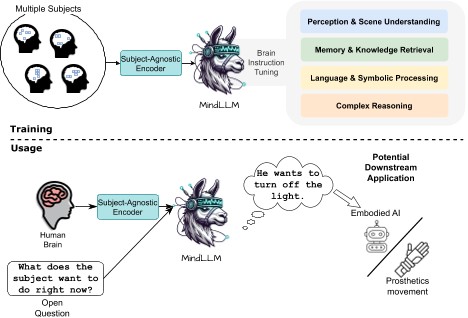 Multiple Subjects
Subject-Agnostic
Encoder
MindLLM
Brain
Instruction
Tuning
Perception & Scene Understanding
Memory & Knowledge Retrieval
Language & Symbolic Processing
Complex Reasoning
Training
Usage
Human
Brain
Subject-Agnostic
Encoder
MindLLM
He wants to
turn off the
light.
Potential
Downstream
Application
Embodied AI
Prosthetics
movement
What does the
subject want to
do right now?
Open
Question